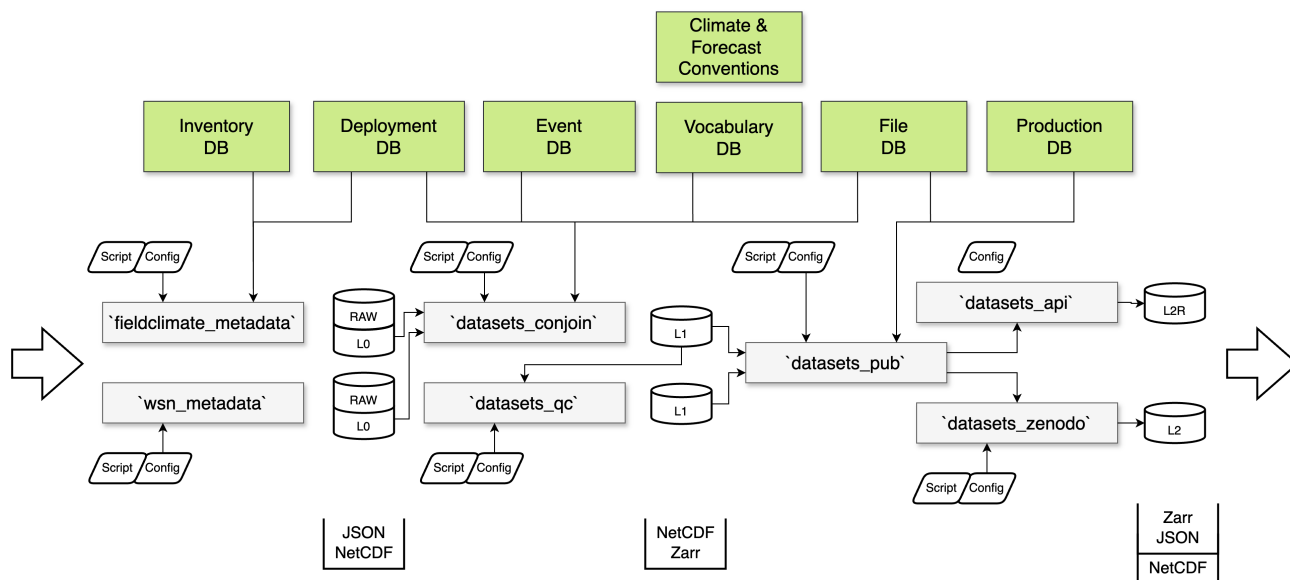 Climate &
Forecast
Conventions
Inventory
DB
Deployment
DB
Event
DB
Vocabulary
DB
File
DB
Production
DB
Script
Config
Script
Config
Script
Config
Config
`fieldclimate_metadata`
RAW
L0
`datasets_conjoin`
L1
`datasets_api`
L2R
`datasets_pub`
`wsn_metadata`
RAW
L0
`datasets_qc`
L1
`datasets_zenodo`
L2
Script
Config
Script
Config
Script
Config
JSON
NetCDF
NetCDF
Zarr
Zarr
JSON
NetCDF